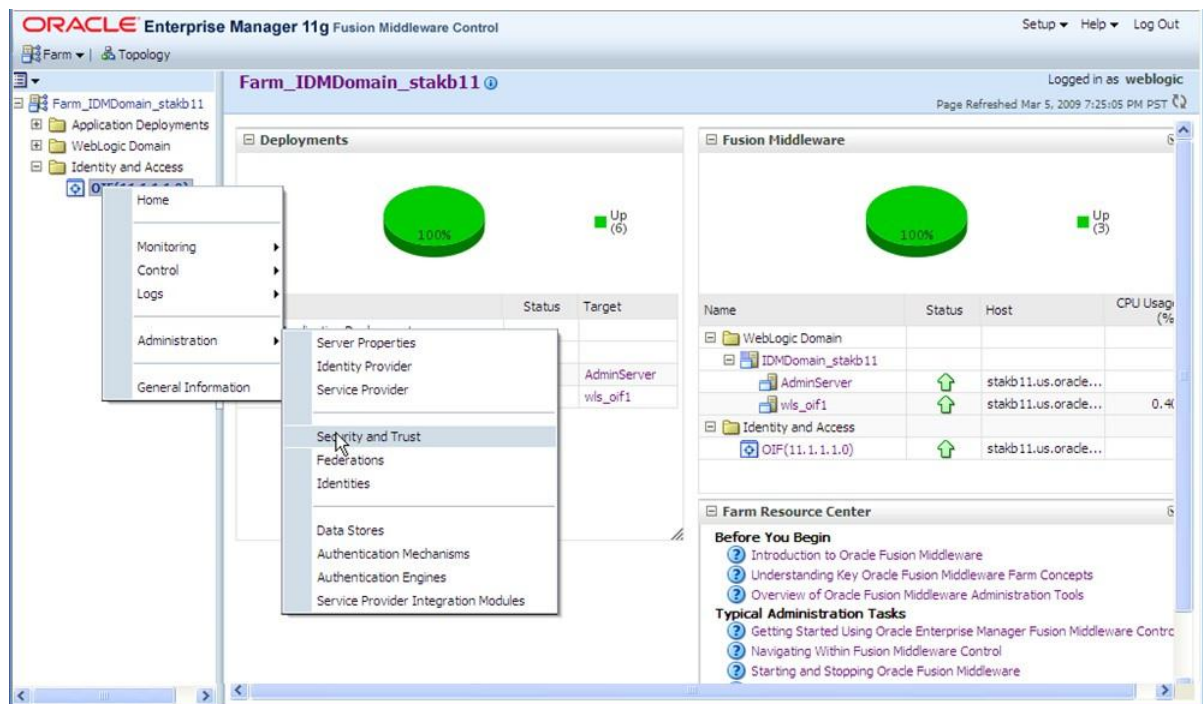 ORACLE Enterprise Manager 11g Fusion Middleware Control
Setup Help Log Out
Farm | Topology
Farm_IDMDomain_stakb11
Application Deployments
WebLogic Domain
Identity and Access
Home
Monitoring
Control
Logs
Administration
General Information
Server Properties
Identity Provider
Service Provider
Security and Trust
Federations
Identities
Data Stores
Authentication Mechanisms
Authentication Engines
Service Provider Integration Modules
Farm_IDMDomain_stakb11
Logged in as weblogic
Page Refreshed Mar 5, 2009 7:25:05 PM PST
Deployments
100%
Up
(6)
Status Target
AdminServer
wls_oif1
Fusion Middleware
100%
Up
(3)
Name Status Host CPU Usag
(%
WebLogic Domain
IDMDomain_stakb11
AdminServer stakb11.us.oracle...
wls_oif1 stakb11.us.oracle... 0.4
Identity and Access
OIF(11.1.1.1.0) stakb11.us.oracle...
Farm Resource Center
Before You Begin
Introduction to Oracle Fusion Middleware
Understanding Key Oracle Fusion Middleware Farm Concepts
Overview of Oracle Fusion Middleware Administration Tools
Typical Administration Tasks
Getting Started Using Oracle Enterprise Manager Fusion Middleware Contrc
Navigating Within Fusion Middleware Control
Starting and Stopping Oracle Fusion Middleware